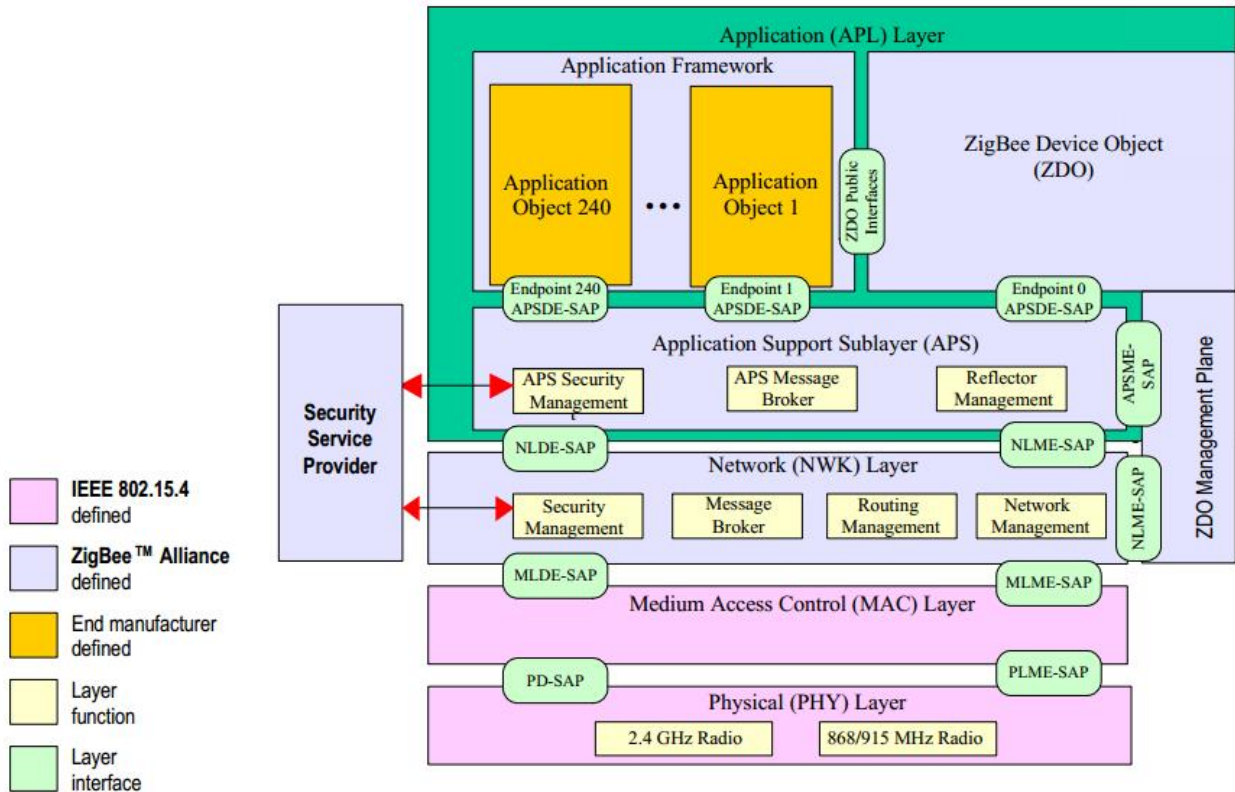 Application (APL) Layer
Application Framework
Application
Object 240
...
Application
Object 1
ZDO Public
Interfaces
ZigBee Device Object
(ZDO)
Endpoint 240
APSDE-SAP
Endpoint 1
APSDE-SAP
Endpoint 0
APSDE-SAP
Application Support Sublayer (APS)
APS Security
Management
APS Message
Broker
Reflector
Management
APSME-
SAP
ZDO Management Plane
Security
Service
Provider
NLDE-SAP
NLME-SAP
Network (NWK) Layer
Security
Management
Message
Broker
Routing
Management
Network
Management
NLME-SAP
MLDE-SAP
MLME-SAP
Medium Access Control (MAC) Layer
PD-SAP
PLME-SAP
Physical (PHY) Layer
2.4 GHz Radio
868/915 MHz Radio
IEEE 802.15.4
defined
ZigBee™ Alliance
defined
End manufacturer
defined
Layer
function
Layer
interface